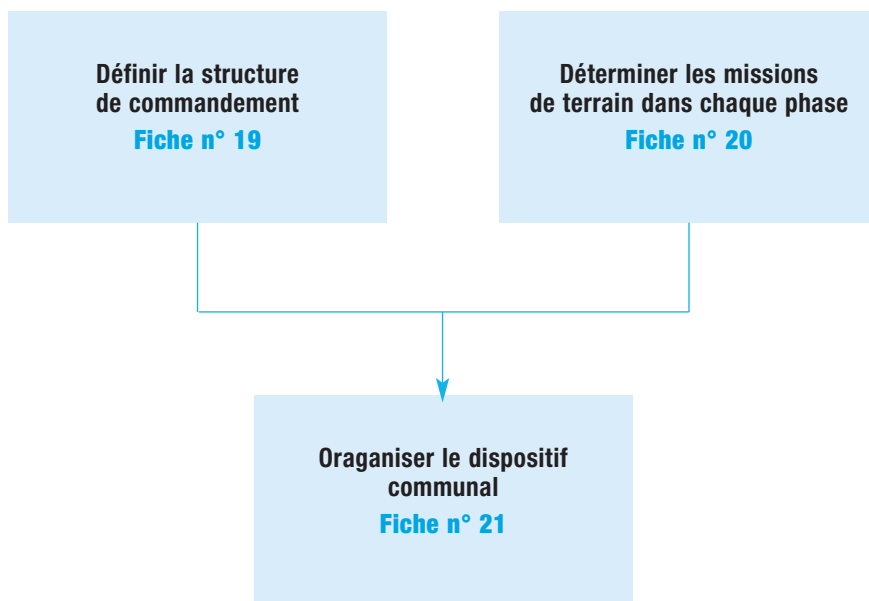 Définir la structure
de commandement
Fiche n° 19
Déterminer les missions
de terrain dans chaque phase
Fiche n° 20
Oraganiser le dispositif
communal
Fiche n° 21